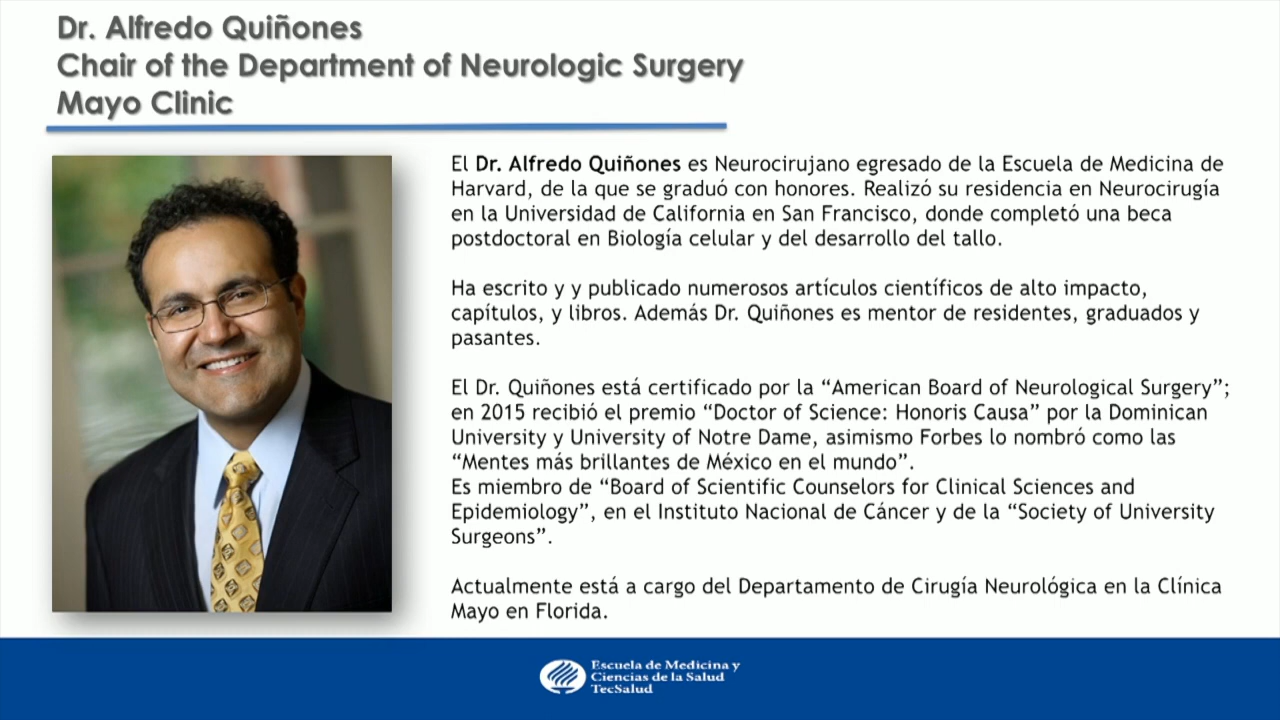 Dr. Alfredo Quiñones
Chair of the Department of Neurologic Surgery
Mayo Clinic
El Dr. Alfredo Quiñones es Neurocirujano egresado de la Escuela de Medicina de
Harvard, de la que se graduó con honores. Realizó su residencia en Neurocirugía
en la Universidad de California en San Francisco, donde completó una beca
postdoctoral en Biología celular y del desarrollo del tallo.
Ha escrito y y publicado numerosos artículos científicos de alto impacto,
capítulos, y libros. Además Dr. Quiñones es mentor de residentes, graduados y
pasantes.
El Dr. Quiñones está certificado por la “American Board of Neurological Surgery”;
en 2015 recibió el premio “Doctor of Science: Honoris Causa” por la Dominican
University y University of Notre Dame, asimismo Forbes lo nombró como las
“Mentes más brillantes de México en el mundo”.
Es miembro de “Board of Scientific Counselors for Clinical Sciences and
Epidemiology”, en el Instituto Nacional de Cáncer y de la “Society of University
Surgeons”.
Actualmente está a cargo del Departamento de Cirugía Neurológica en la Clínica
Mayo en Florida.
Escuela de Medicina y
Ciencias de la Salud
TecSalud